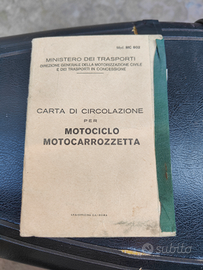 Mod. MC 802
MINISTERO DEI TRASPORTI
DIREZIONE GENERALE DELLA MOTORIZZAZIONE CIVILE
E DEI TRASPORTI IN CONCESSIONE
CARTA DI CIRCOLAZIONE
PER
MOTOCICLO
MOTOCARROZZETTA
subito